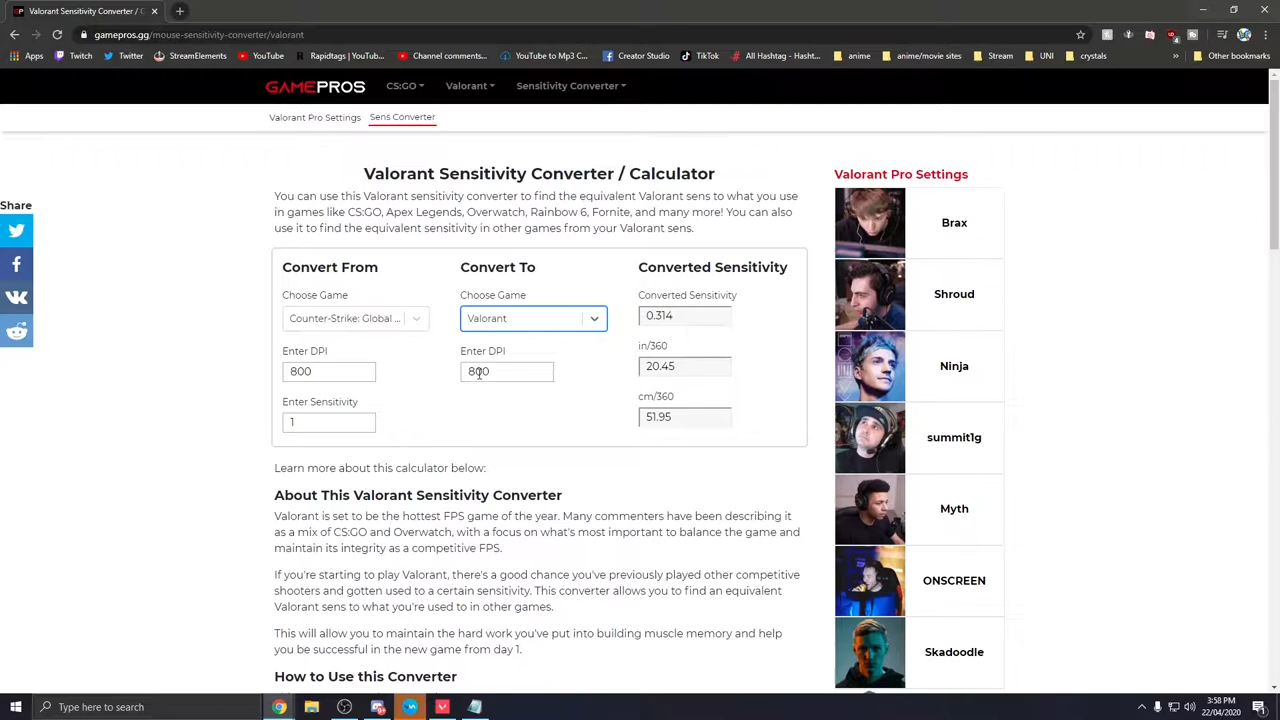 Valorant Sensitivity Converter / C
gamepros.gg/mouse-sensitivity-converter/valorant
Apps
Twitch
Twitter
StreamElements
YouTube
Rapidtags | YouTub...
Channel comments...
YouTube to Mp3 C...
Creator Studio
TikTok
All Hashtag - Hasht...
anime
anime/movie sites
Stream
UNI
crystals
»
Other bookmarks
GAMEPROS
CS:GO
Valorant
Sensitivity Converter
Valorant Pro Settings
Sens Converter
Share
Valorant Sensitivity Converter / Calculator
You can use this Valorant sensitivity converter to find the equivalent Valorant sens to what you use
in games like CS:GO, Apex Legends, Overwatch, Rainbow 6, Fornite, and many more! You can also
use it to find the equivalent sensitivity in other games from your Valorant sens.
Convert From
Choose Game
Counter-Strike: Global ...
Enter DPI
800
Enter Sensitivity
1
Convert To
Choose Game
Valorant
Enter DPI
800
Converted Sensitivity
Converted Sensitivity
0.314
in/360
20.45
cm/360
51.95
Learn more about this calculator below:
About This Valorant Sensitivity Converter
Valorant is set to be the hottest FPS game of the year. Many commenters have been describing it
as a mix of CS:GO and Overwatch, with a focus on what's most important to balance the game and
maintain its integrity as a competitive FPS.
If you're starting to play Valorant, there's a good chance you've previously played other competitive
shooters and gotten used to a certain sensitivity. This converter allows you to find an equivalent
Valorant sens to what you're used to in other games.
This will allow you to maintain the hard work you've put into building muscle memory and help
you be successful in the new game from day 1.
How to Use this Converter
Valorant Pro Settings
Brax
Shroud
Ninja
summit1g
Myth
ONSCREEN
Skadoodle
Type here to search
3:58 PM
22/04/2020